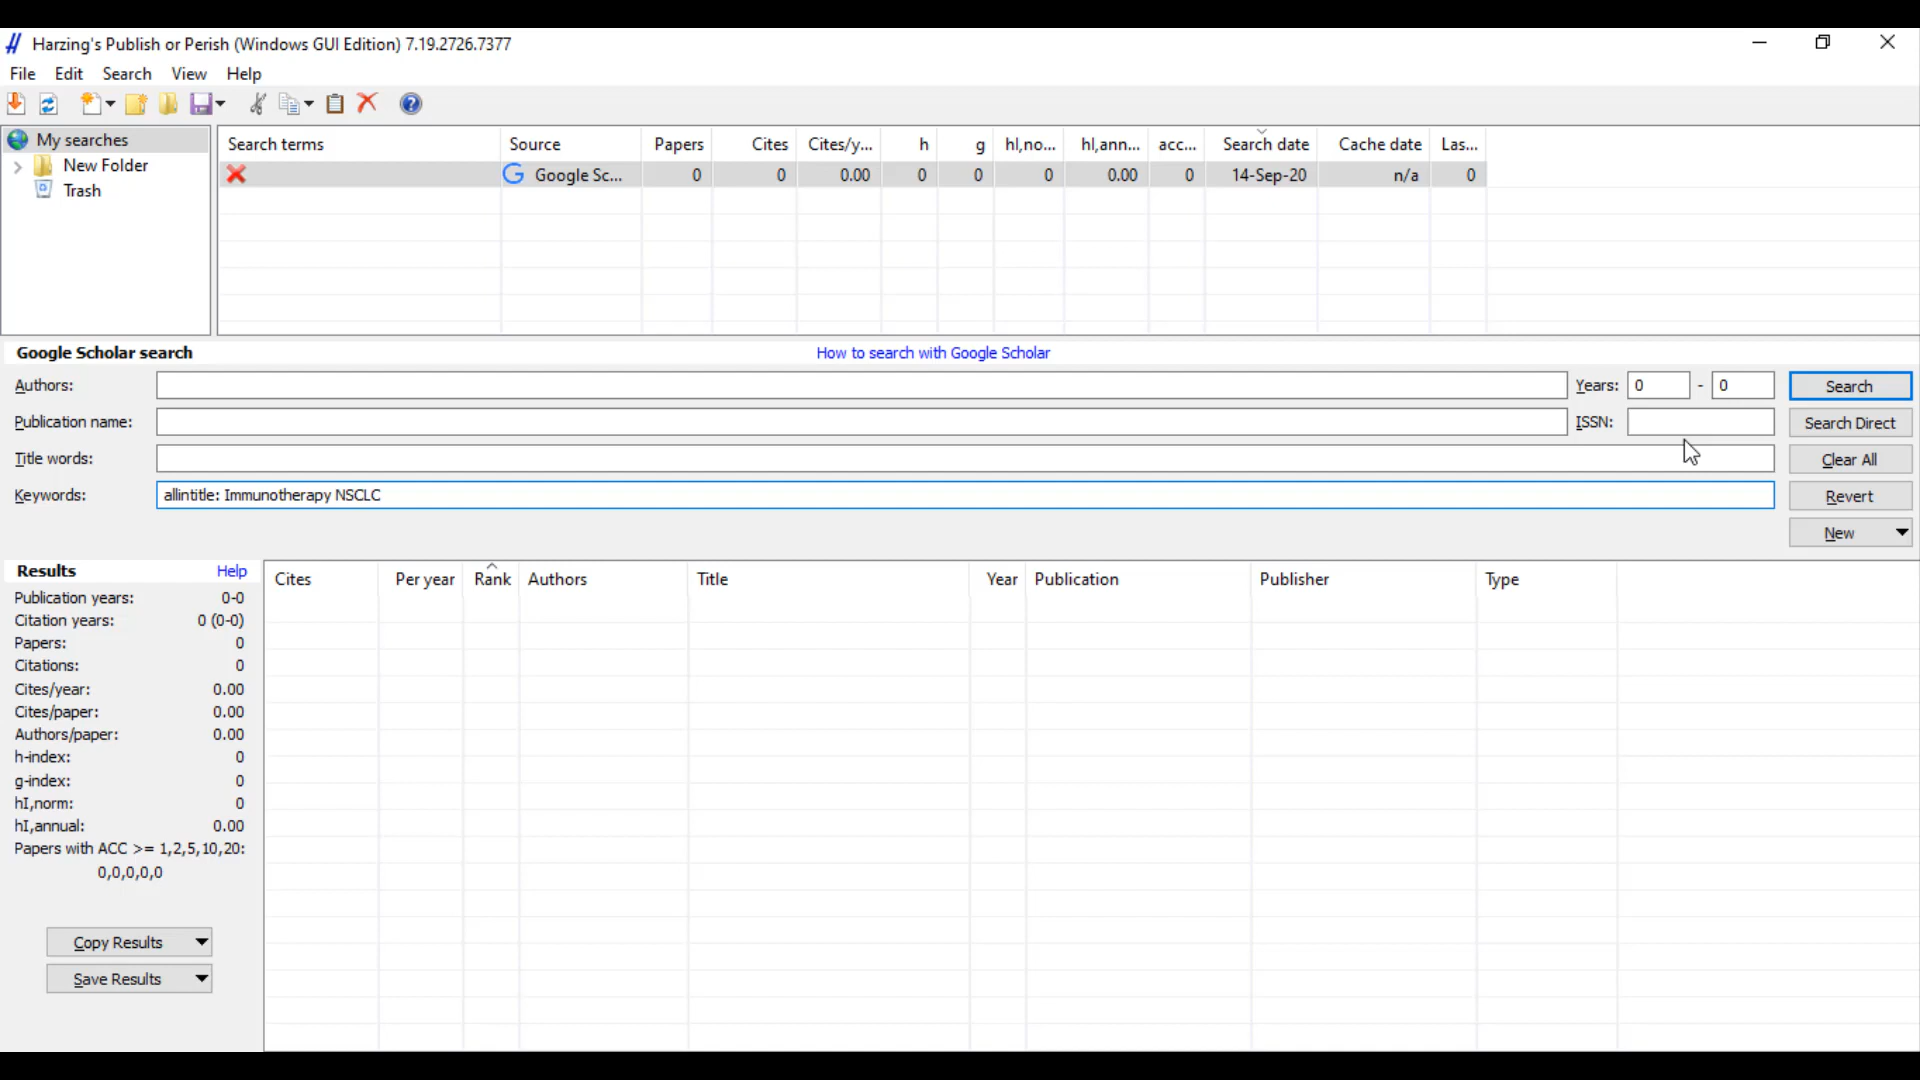 Harzing's Publish or Perish (Windows GUI Edition) 7.19.2726.7377
File Edit Search View Help
My searches
New Folder
Trash
Search terms Source Papers Cites Cites/y... h g hI,no... hI,ann... acc... Search date Cache date Las...
Google Sc... 0 0 0.00 0 0 0 0.00 0 14-Sep-20 n/a 0
Google Scholar search How to search with Google Scholar
Authors: Years: 0 - 0 Search
Publication name: ISSN: Search Direct
Title words: Clear All
Keywords: allintitle: Immunotherapy NSCLC Revert
New
Results Help
Publication years: 0-0
Citation years: 0 (0-0)
Papers: 0
Citations: 0
Cites/year: 0.00
Cites/paper: 0.00
Authors/paper: 0.00
h-index: 0
g-index: 0
hI,norm: 0
hI,annual: 0.00
Papers with ACC >= 1,2,5,10,20:
0,0,0,0,0
Copy Results
Save Results
Cites Per year Rank Authors Title Year Publication Publisher Type